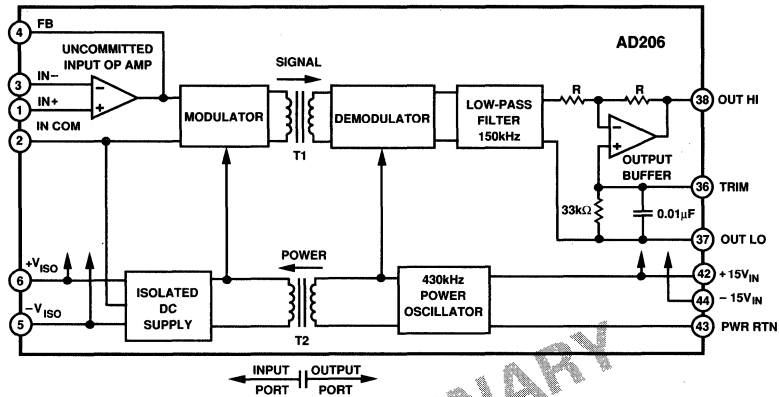 AD206
4 FB
UNCOMMITTED
INPUT OP AMP
3 IN−
1 IN+
IN COM
2
−
+
MODULATOR
SIGNAL
T1
DEMODULATOR
LOW-PASS
FILTER
150kHz
R
R
−
+
OUTPUT
BUFFER
38 OUT HI
36 TRIM
33kΩ
0.01µF
37 OUT LO
+VISO
6
−VISO
5
ISOLATED
DC
SUPPLY
POWER
T2
430kHz
POWER
OSCILLATOR
42 +15VIN
44 −15VIN
43 PWR RTN
INPUT
PORT
OUTPUT
PORT